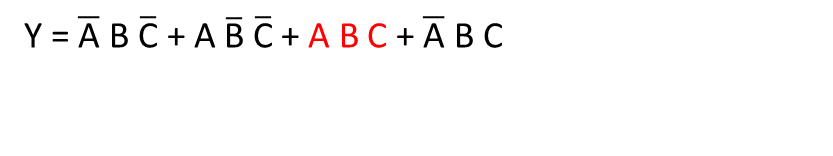 Y = A̅ B C̅ + A B̅ C̅ + A B C + A̅ B C